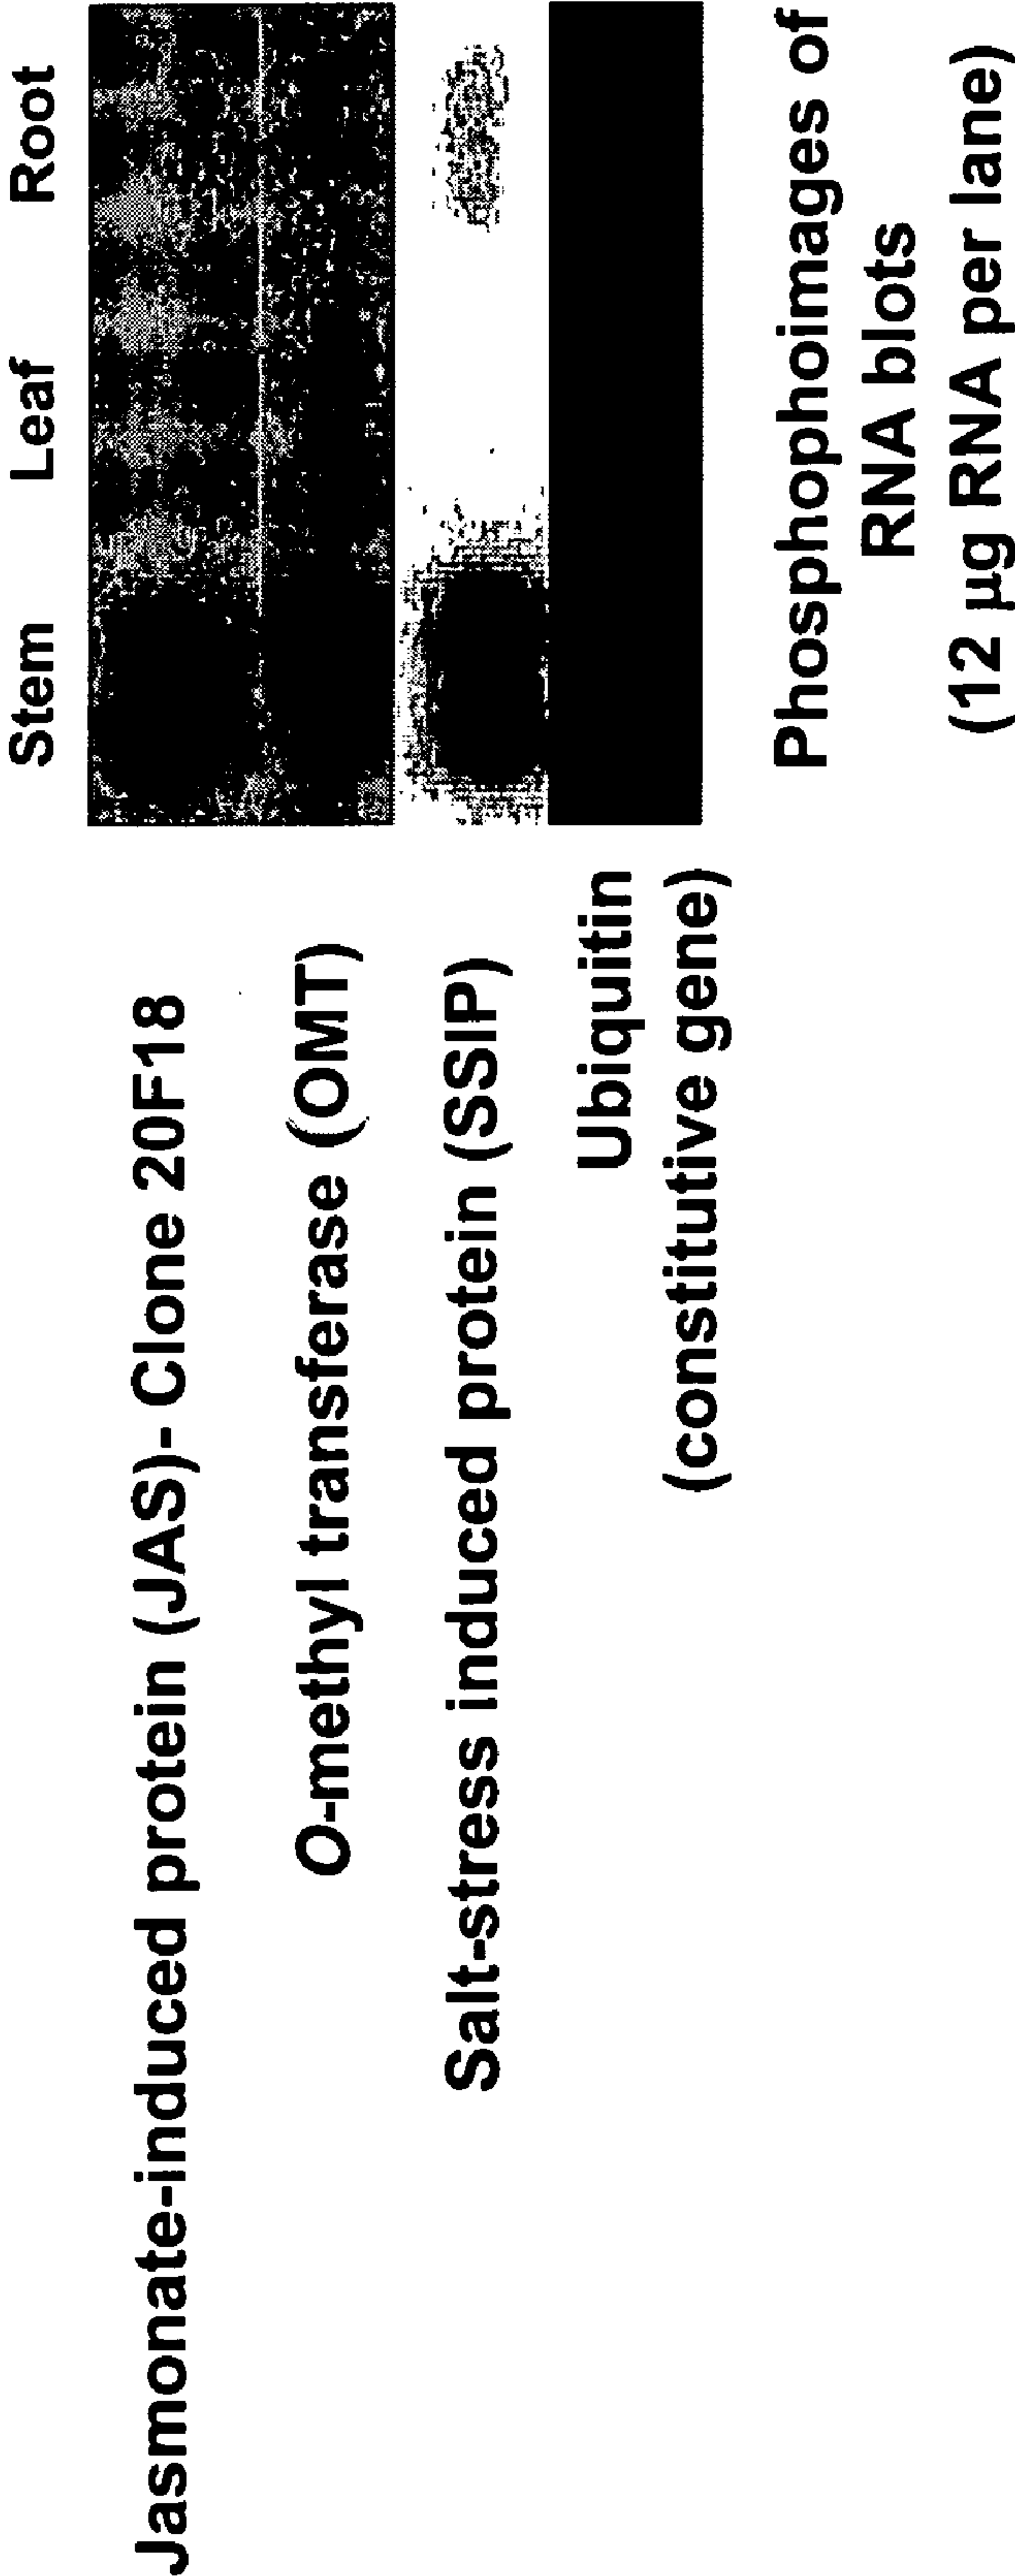 Stem Leaf Root
Jasmonate-induced protein (JAS)- Clone 20F18
O-methyl transferase (OMT)
Salt-stress induced protein (SSIP)
Ubiquitin
(constitutive gene)
Phosphophoimages of
RNA blots
(12 µg RNA per lane)